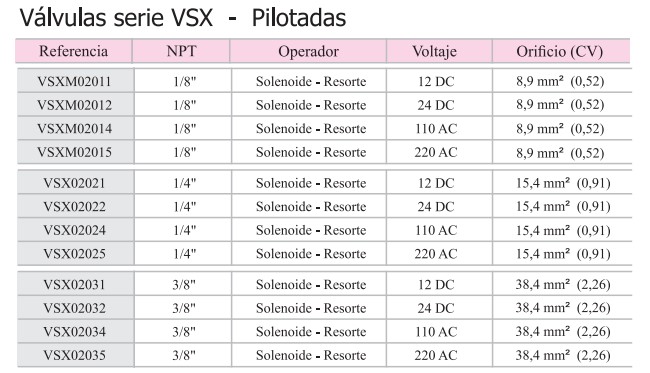 Válvulas serie VSX - Pilotadas
Referencia NPT Operador Voltaje Orificio (CV)
VSXM02011 1/8" Solenoide - Resorte 12 DC 8,9 mm² (0,52)
VSXM02012 1/8" Solenoide - Resorte 24 DC 8,9 mm² (0,52)
VSXM02014 1/8" Solenoide - Resorte 110 AC 8,9 mm² (0,52)
VSXM02015 1/8" Solenoide - Resorte 220 AC 8,9 mm² (0,52)
VSX02021 1/4" Solenoide - Resorte 12 DC 15,4 mm² (0,91)
VSX02022 1/4" Solenoide - Resorte 24 DC 15,4 mm² (0,91)
VSX02024 1/4" Solenoide - Resorte 110 AC 15,4 mm² (0,91)
VSX02025 1/4" Solenoide - Resorte 220 AC 15,4 mm² (0,91)
VSX02031 3/8" Solenoide - Resorte 12 DC 38,4 mm² (2,26)
VSX02032 3/8" Solenoide - Resorte 24 DC 38,4 mm² (2,26)
VSX02034 3/8" Solenoide - Resorte 110 AC 38,4 mm² (2,26)
VSX02035 3/8" Solenoide - Resorte 220 AC 38,4 mm² (2,26)